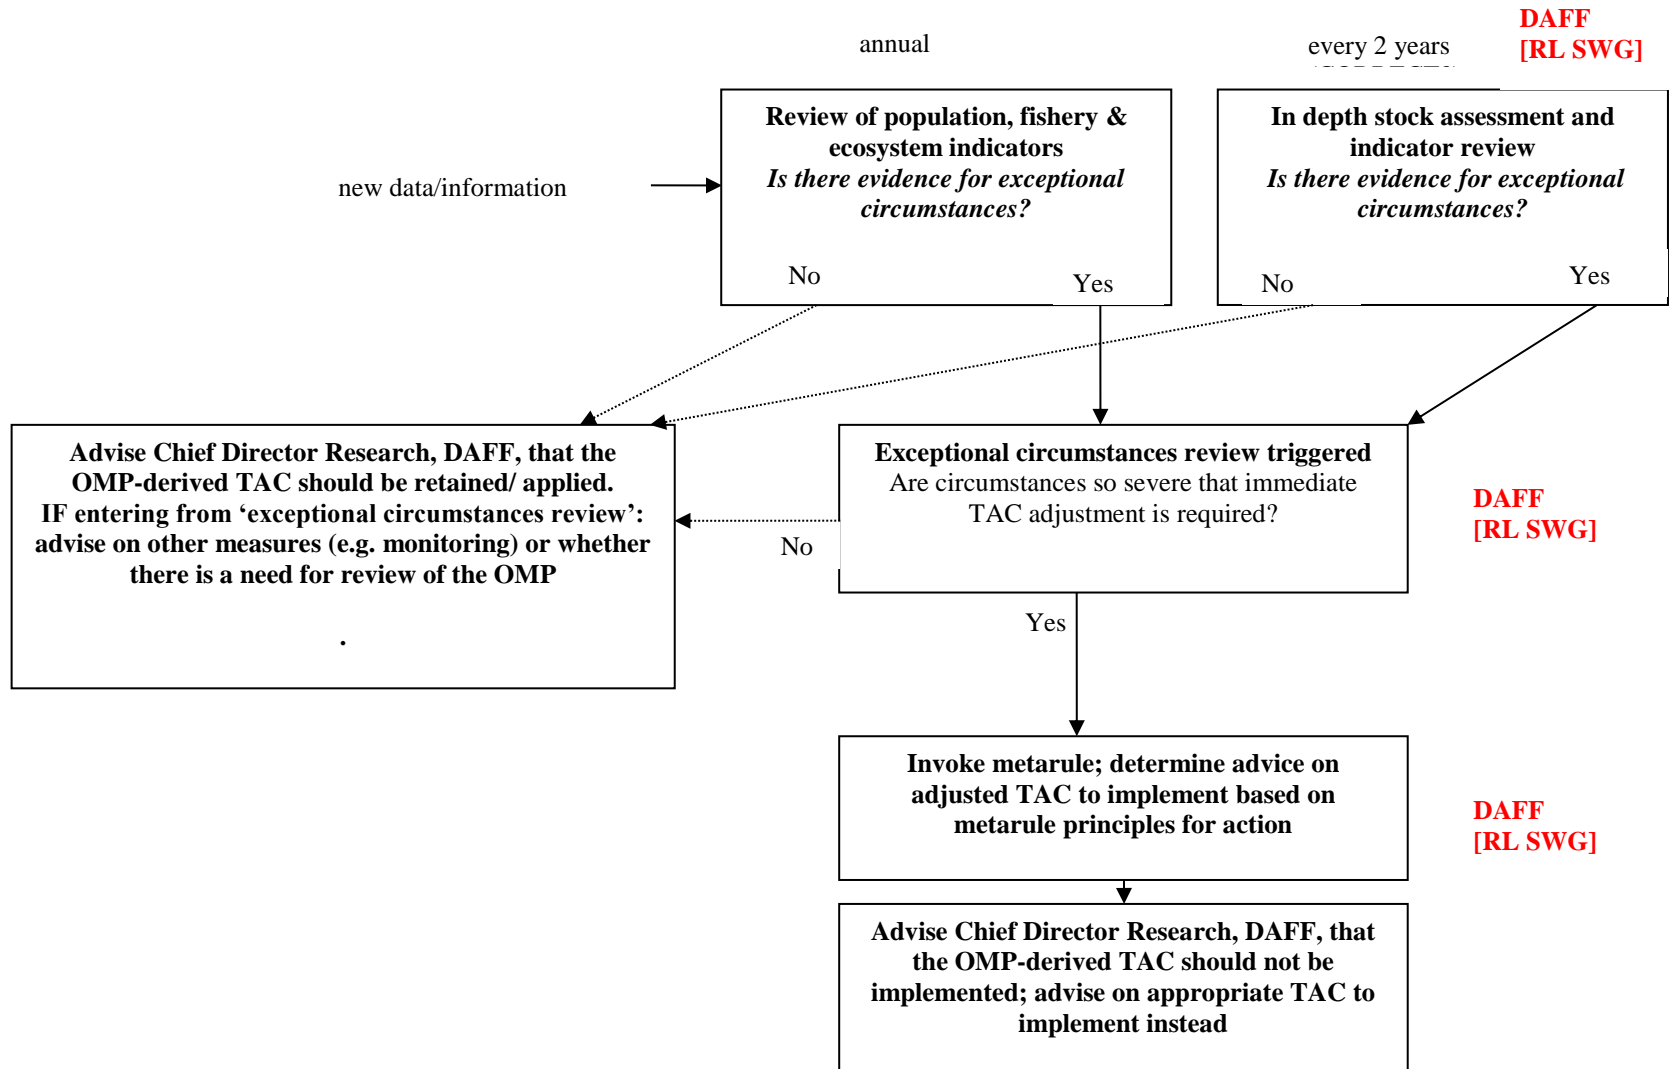 DAFF
[RL SWG]
annual
every 2 years
Review of population, fishery &
ecosystem indicators
Is there evidence for exceptional
circumstances?
No
Yes
In depth stock assessment and
indicator review
Is there evidence for exceptional
circumstances?
No
Yes
new data/information
Advise Chief Director Research, DAFF, that the
OMP-derived TAC should be retained/ applied.
IF entering from ‘exceptional circumstances review’:
advise on other measures (e.g. monitoring) or whether
there is a need for review of the OMP
.
No
Exceptional circumstances review triggered
Are circumstances so severe that immediate
TAC adjustment is required?
DAFF
[RL SWG]
Yes
Invoke metarule; determine advice on
adjusted TAC to implement based on
metarule principles for action
DAFF
[RL SWG]
Advise Chief Director Research, DAFF, that
the OMP-derived TAC should not be
implemented; advise on appropriate TAC to
implement instead